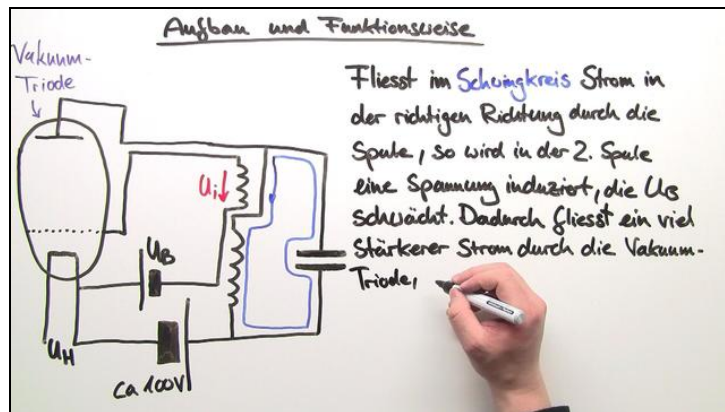 Aufbau und Funktionsweise
Vakuum-
Triode
Fliesst im Schwingkreis Strom in
der richtigen Richtung durch die
Spule, so wird in der 2. Spule
eine Spannung induziert, die UB
schwächt. Dadurch fliesst ein viel
stärkerer Strom durch die Vakuum-
Triode,
Ui
UB
UH
ca 100V